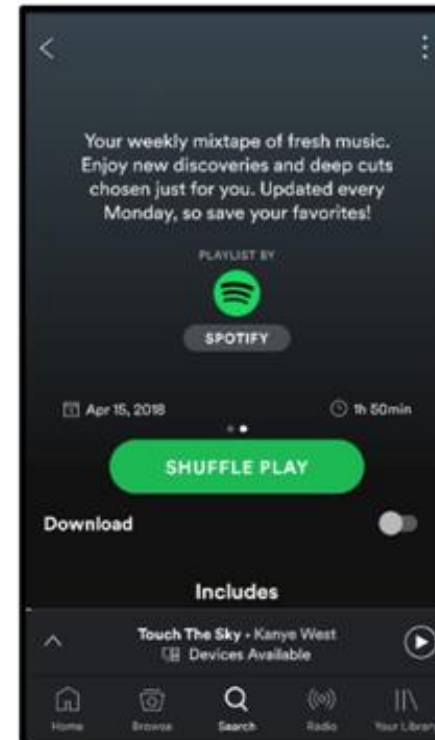 Your weekly mixtape of fresh music.
Enjoy new discoveries and deep cuts
chosen just for you. Updated every
Monday, so save your favorites!
PLAYLIST BY
SPOTIFY
Apr 15, 2018
1h 50min
SHUFFLE PLAY
Download
Includes
Touch The Sky • Kanye West
Devices Available
Home Browse Search Radio Your Library